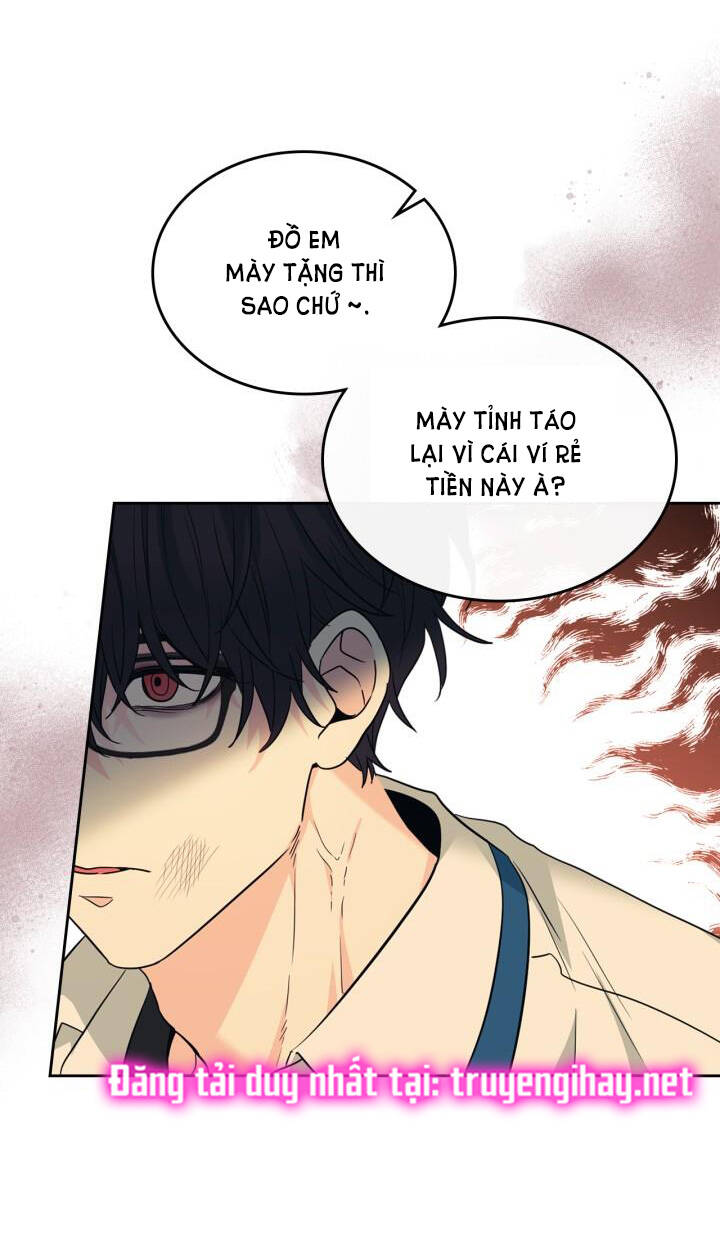 ĐỒ EM
MÀY TẶNG THÌ
SAO CHỨ ~.
MÀY TỈNH TÁO
LẠI VÌ CÁI VÍ RẺ
TIỀN NÀY À?
Đăng tải duy nhất tại: truyengihay.net